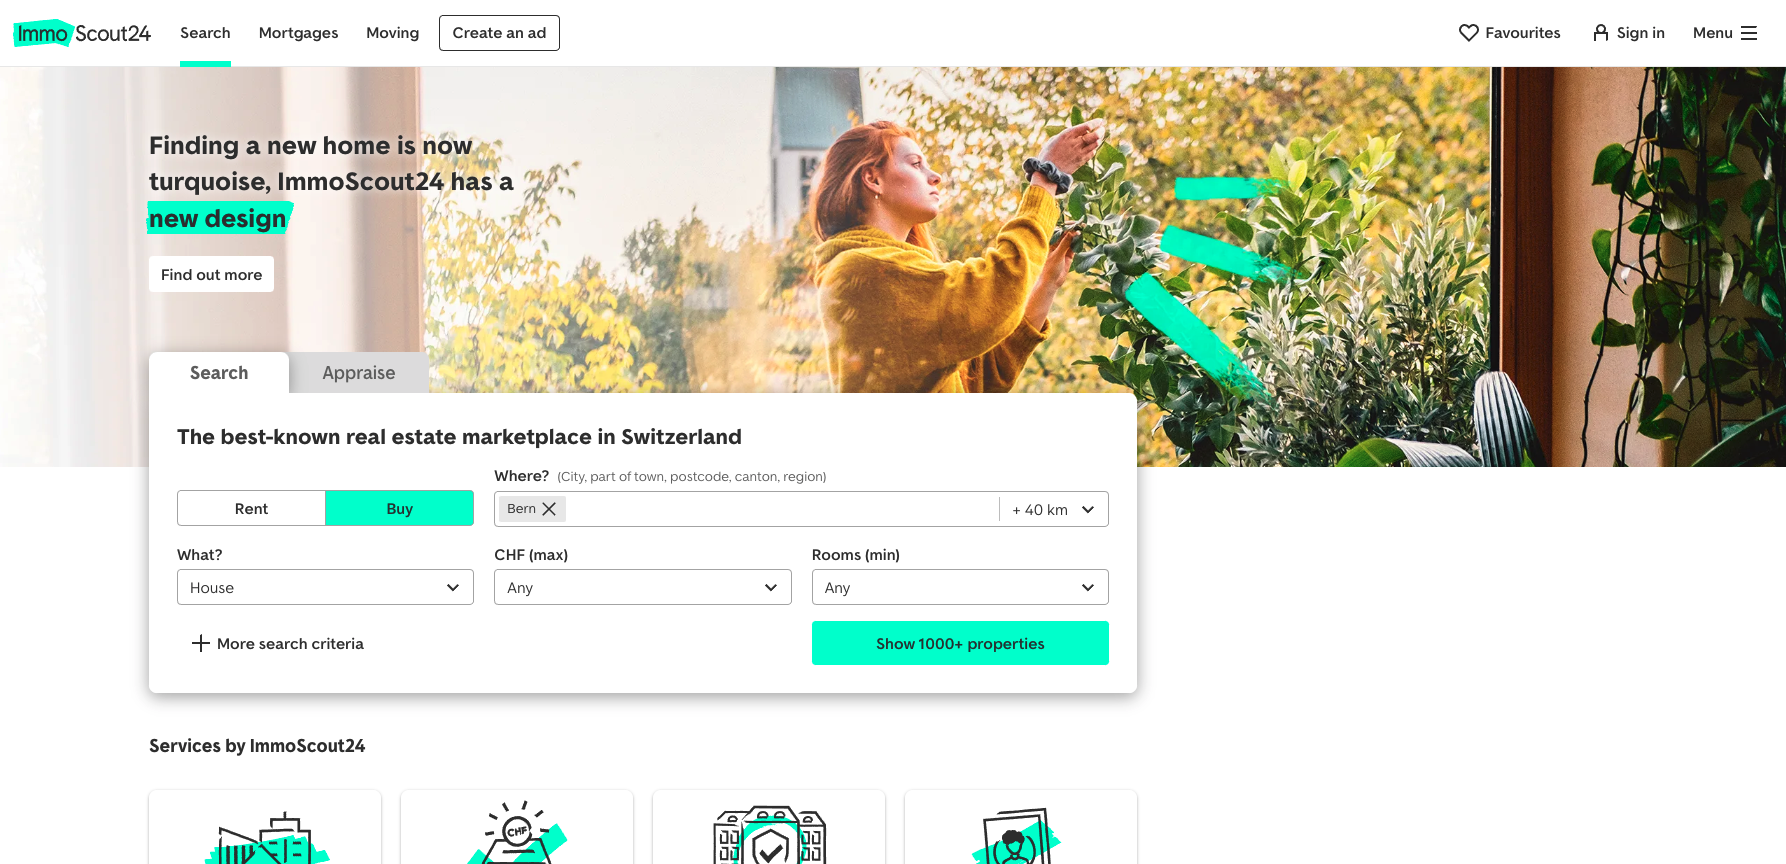 ImmoScout24
Search
Mortgages
Moving
Create an ad
Favourites
Sign in
Menu
Finding a new home is now
turquoise, ImmoScout24 has a
new design
Find out more
Search
Appraise
The best-known real estate marketplace in Switzerland
Rent
Buy
Where? (City, part of town, postcode, canton, region)
Bern
+ 40 km
What?
House
CHF (max)
Any
Rooms (min)
Any
More search criteria
Show 1000+ properties
Services by ImmoScout24
CHF